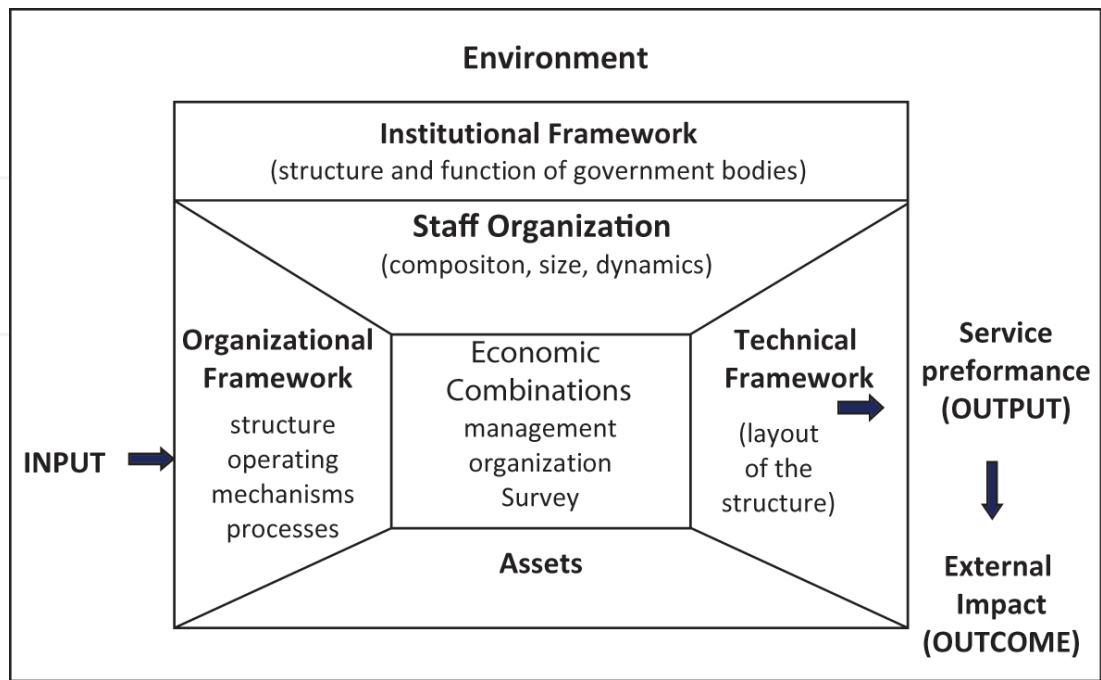 Environment
Institutional Framework
(structure and function of government bodies)
Staff Organization
(compositon, size, dynamics)
Organizational
Framework
structure
operating
mechanisms
processes
Economic
Combinations
management
organization
Survey
Technical
Framework
(layout
of the
structure)
Assets
INPUT
Service
preformance
(OUTPUT)
External
Impact
(OUTCOME)